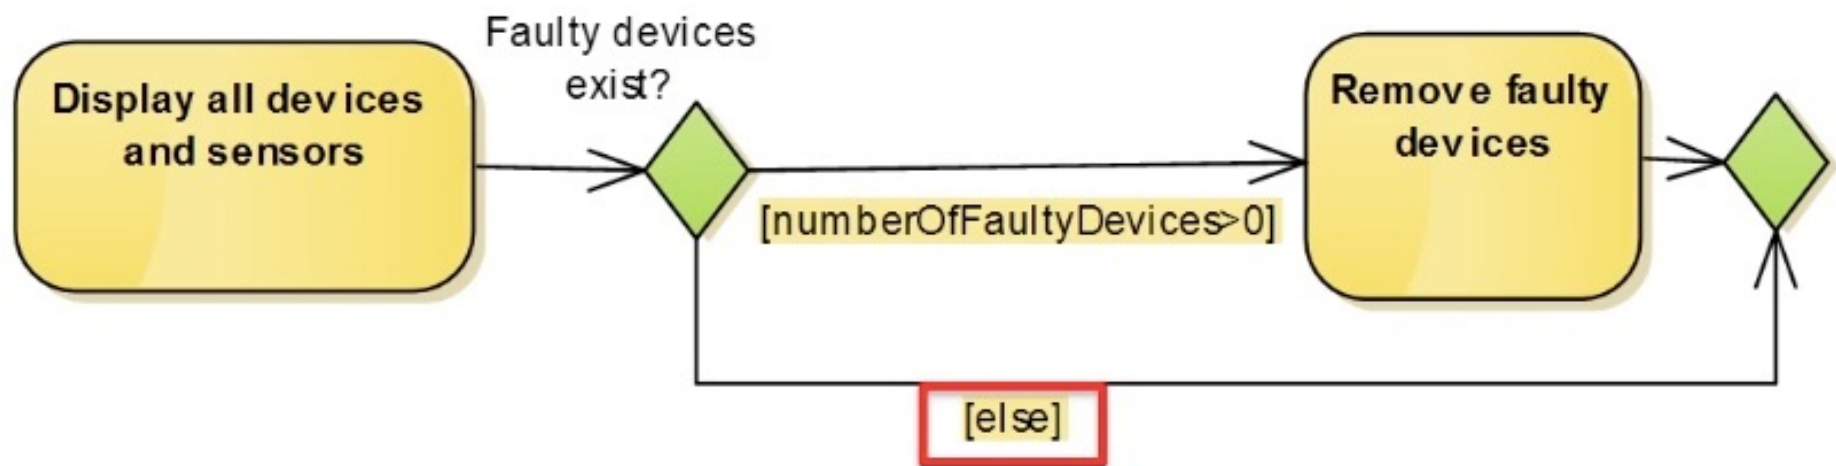 Display all devices
and sensors
Faulty devices
exist?
[numberOfFaultyDevices>0]
Remove faulty
devices
[else]